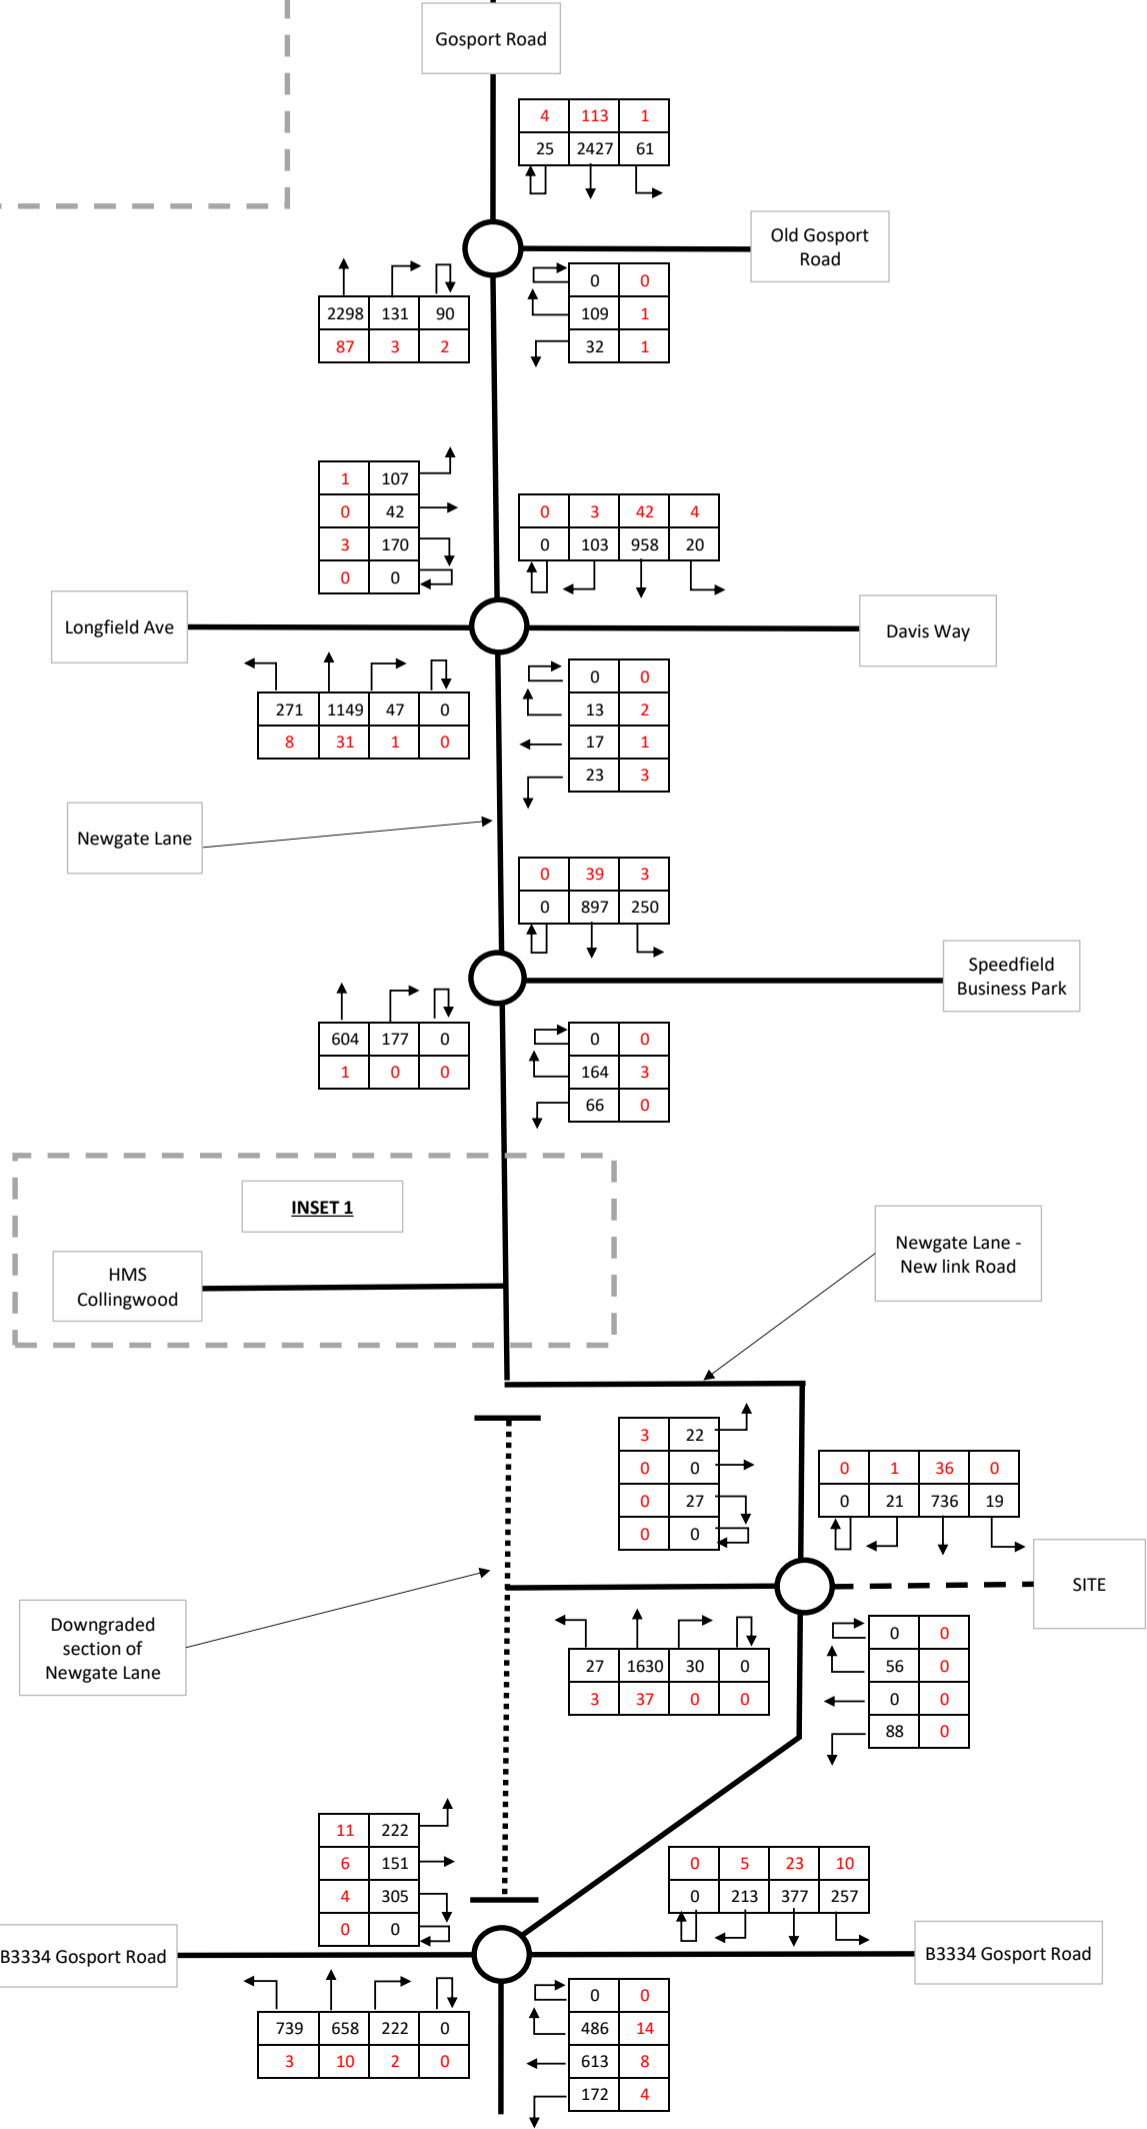 Gosport Road
4 113 1
25 2427 61
Old Gosport
Road
0 0
109 1
32 1
2298 131 90
87 3 2
1 107
0 42
3 170
0 0
0 3 42 4
0 103 958 20
Longfield Ave
Davis Way
271 1149 47 0
8 31 1 0
0 0
13 2
17 1
23 3
Newgate Lane
0 39 3
0 897 250
Speedfield
Business Park
604 177 0
1 0 0
0 0
164 3
66 0
INSET 1
HMS
Collingwood
Newgate Lane -
New link Road
3 22
0 0
0 27
0 0
0 1 36 0
0 21 736 19
SITE
Downgraded
section of
Newgate Lane
27 1630 30 0
3 37 0 0
0 0
56 0
0 0
88 0
11 222
6 151
4 305
0 0
0 5 23 10
0 213 377 257
B3334 Gosport Road
B3334 Gosport Road
739 658 222 0
3 10 2 0
0 0
486 14
613 8
172 4